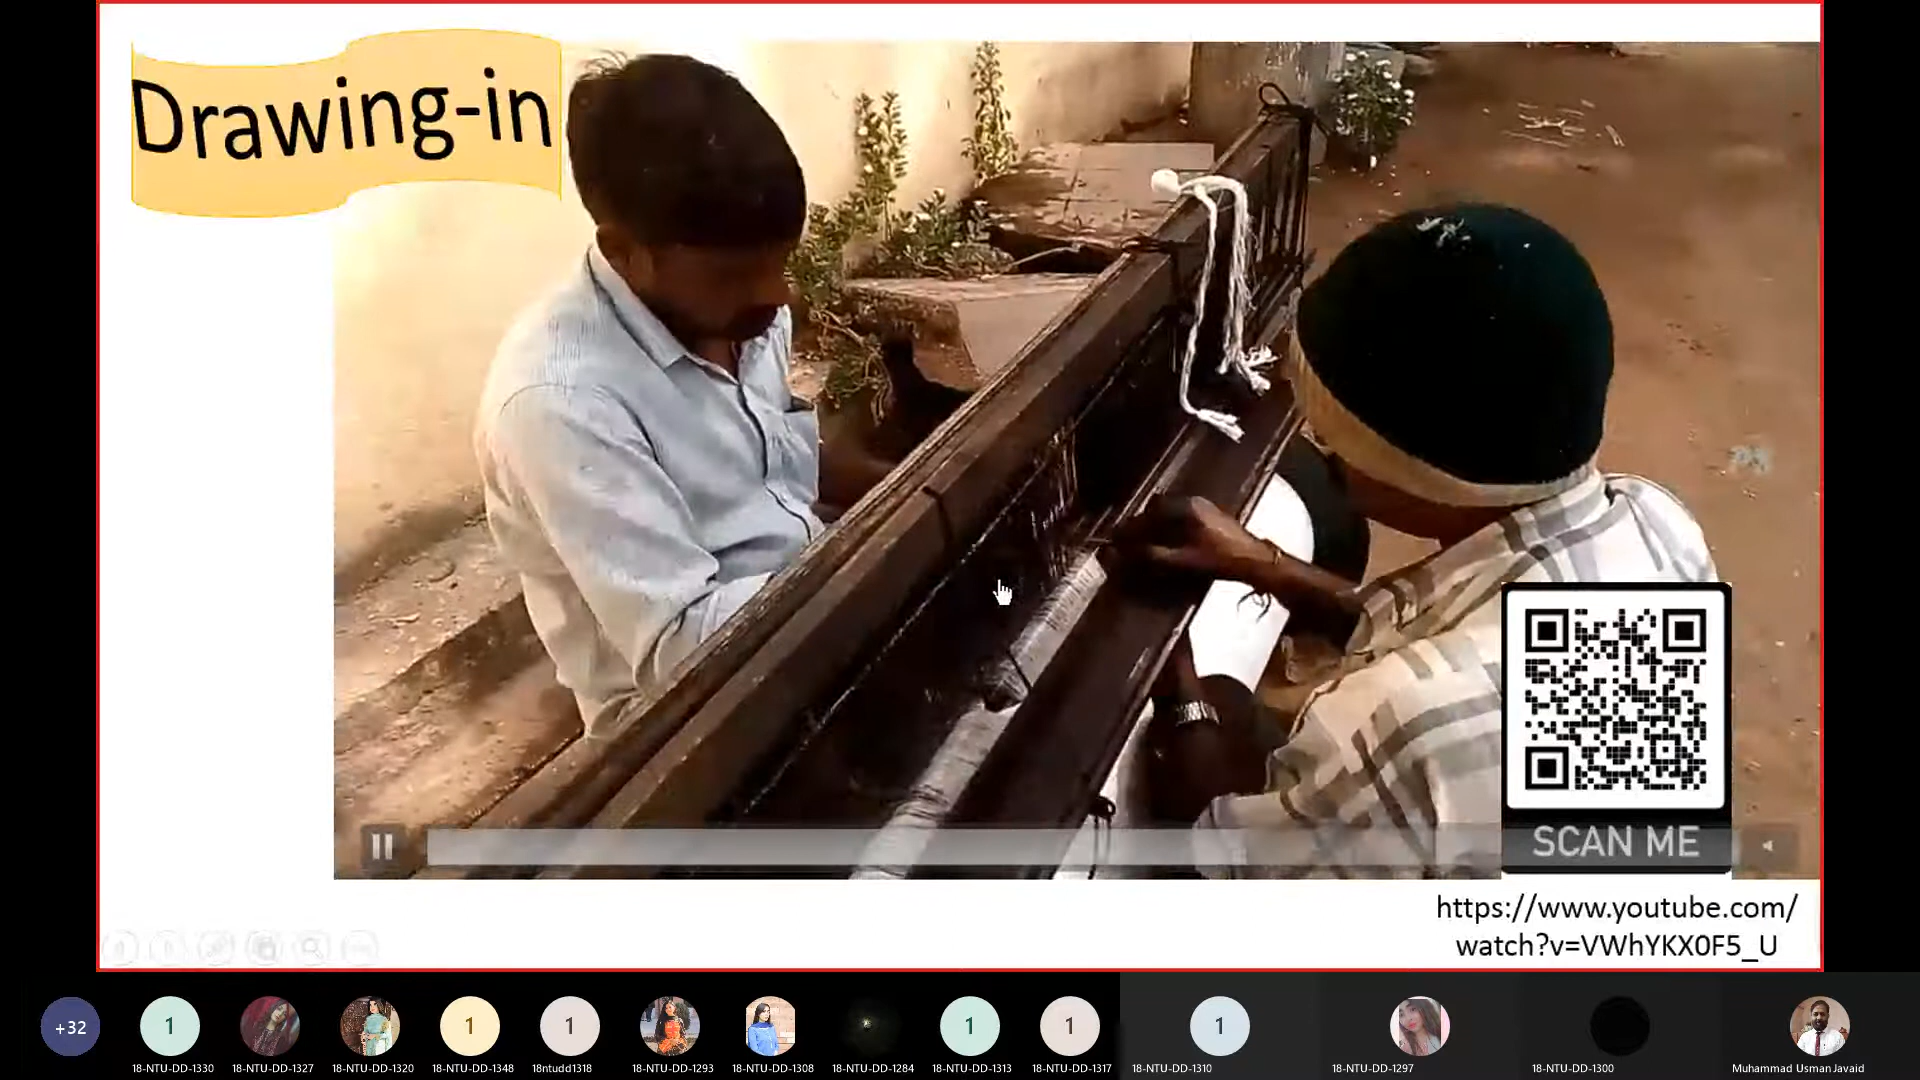 Drawing-in
SCAN ME
https://www.youtube.com/
watch?v=VWhYKX0F5_U
+32
1
1
1
1
1
1
18-NTU-DD-1330
18-NTU-DD-1327
18-NTU-DD-1320
18-NTU-DD-1348
18ntudd1318
18-NTU-DD-1293
18-NTU-DD-1308
18-NTU-DD-1284
18-NTU-DD-1313
18-NTU-DD-1317
18-NTU-DD-1310
18-NTU-DD-1297
18-NTU-DD-1300
Muhammad Usman Javaid